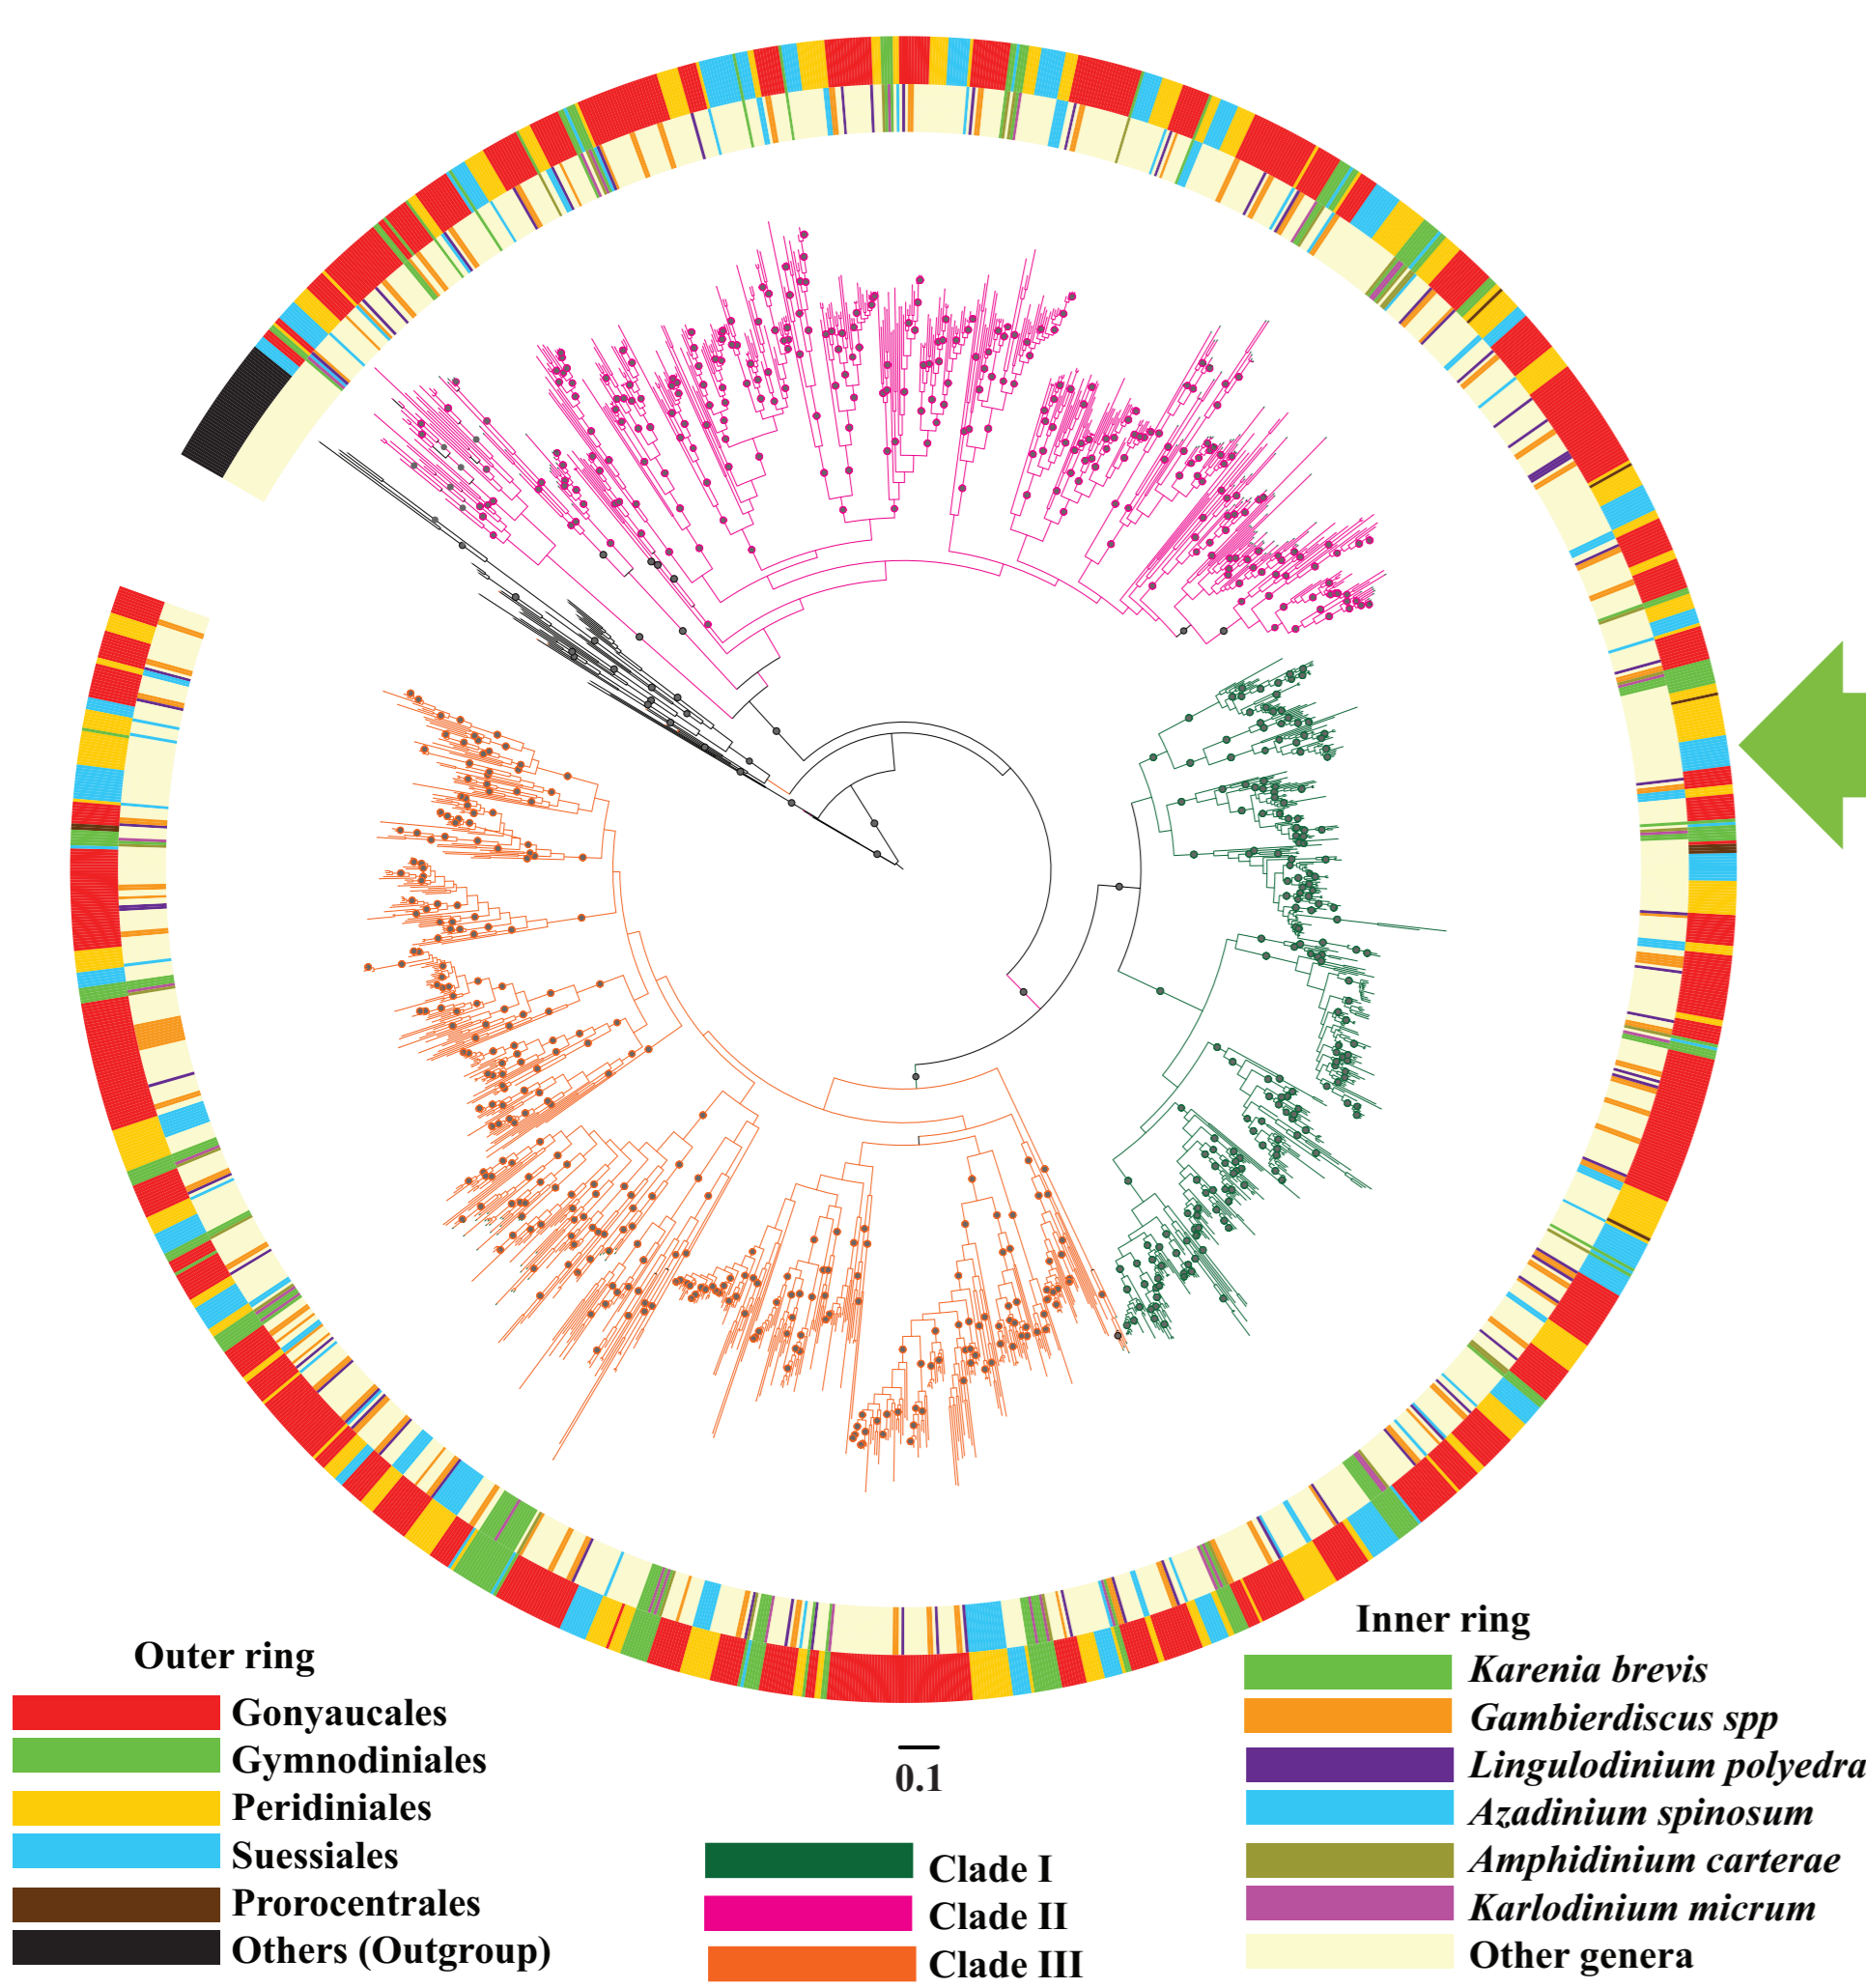 Outer ring
Gonyaucales
Gymnodiniales
Peridiniales
Suessiales
Prorocentrales
Others (Outgroup)
0.1
Clade I
Clade II
Clade III
Inner ring
Karenia brevis
Gambierdiscus spp
Lingulodinium polyedra
Azadinium spinosum
Amphidinium carterae
Karlodinium micrum
Other genera